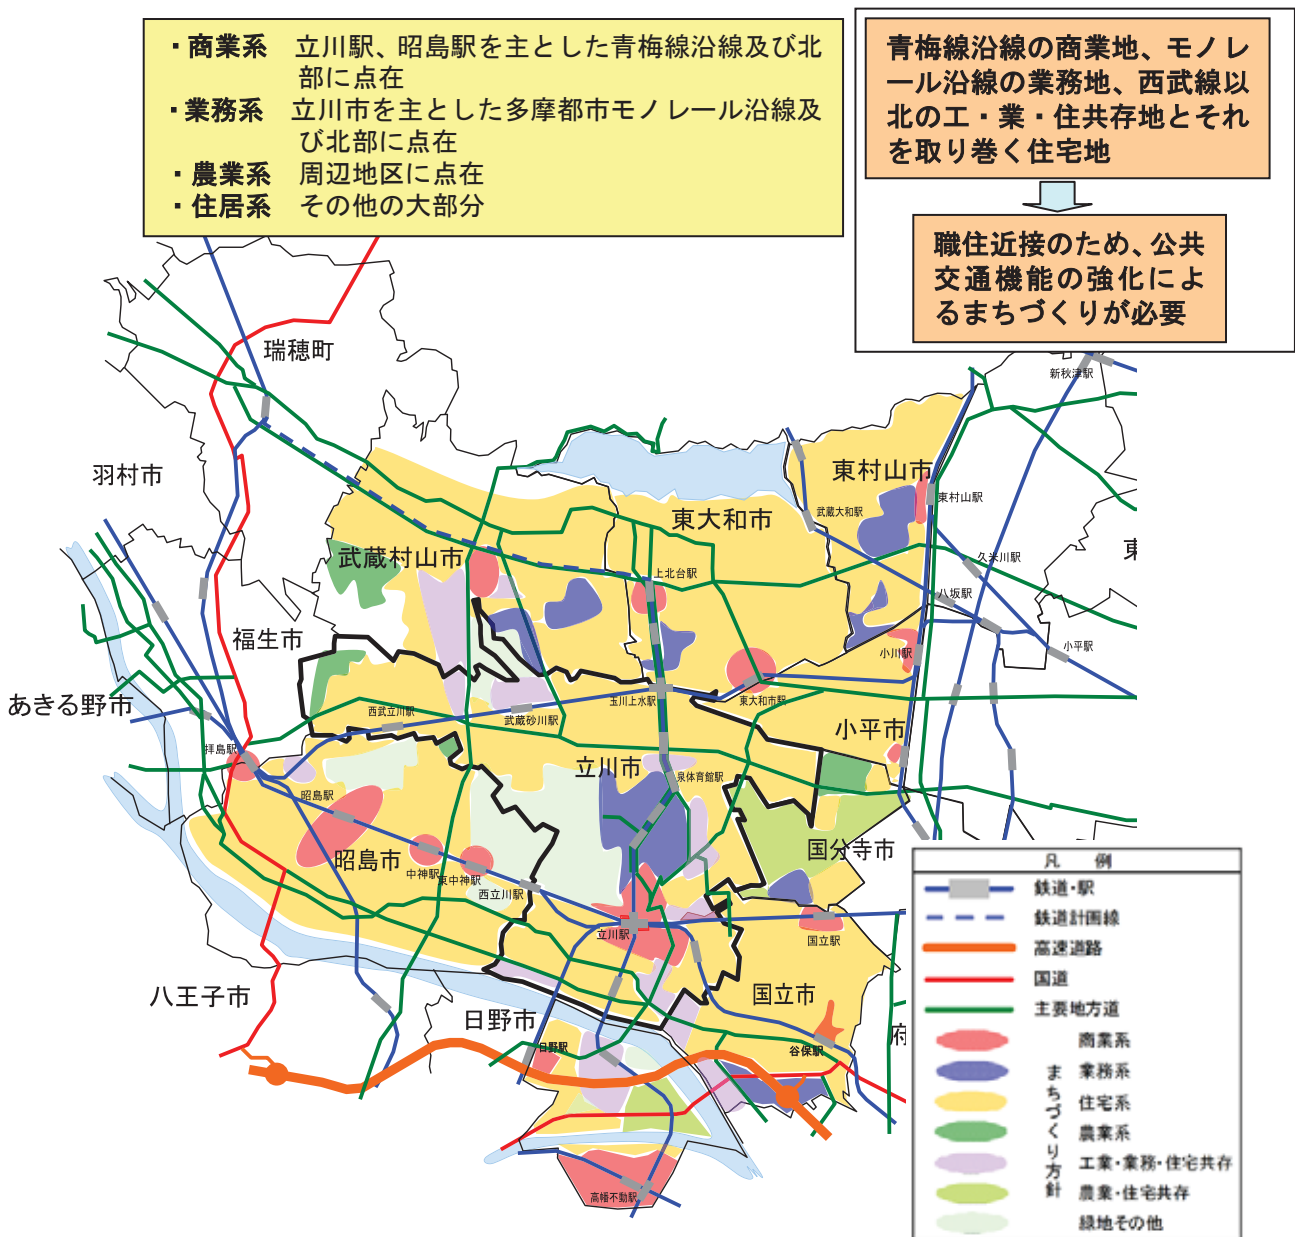 ・商業系　立川駅、昭島駅を主とした青梅線沿線及び北
部に点在
・業務系　立川市を主とした多摩都市モノレール沿線及
び北部に点在
・農業系　周辺地区に点在
・住居系　その他の大部分
青梅線沿線の商業地、モノレ
ール沿線の業務地、西武線以
北の工・業・住共存地とそれ
を取り巻く住宅地
職住近接のため、公共
交通機能の強化によ
るまちづくりが必要
瑞穂町
新秋津駅
羽村市
東村山市
東村山駅
武蔵大和駅
東大和市
武蔵村山市
久米川駅
上北台駅
八坂駅
福生市
小川駅
小平駅
あきる野市
玉川上水駅
東大和市駅
西武立川駅
武蔵砂川駅
小平市
拝島駅
立川市
泉体育館駅
昭島駅
昭島市
国分寺市
中神駅
東中神駅
西立川駅
立川駅
国立駅
八王子市
国立市
日野市
府
日野駅
谷保駅
高幡不動駅
凡　例
鉄道・駅
鉄道計画線
高速道路
国道
主要地方道
まちづくり方針
商業系
業務系
住宅系
農業系
工業・業務・住宅共存
農業・住宅共存
緑地その他